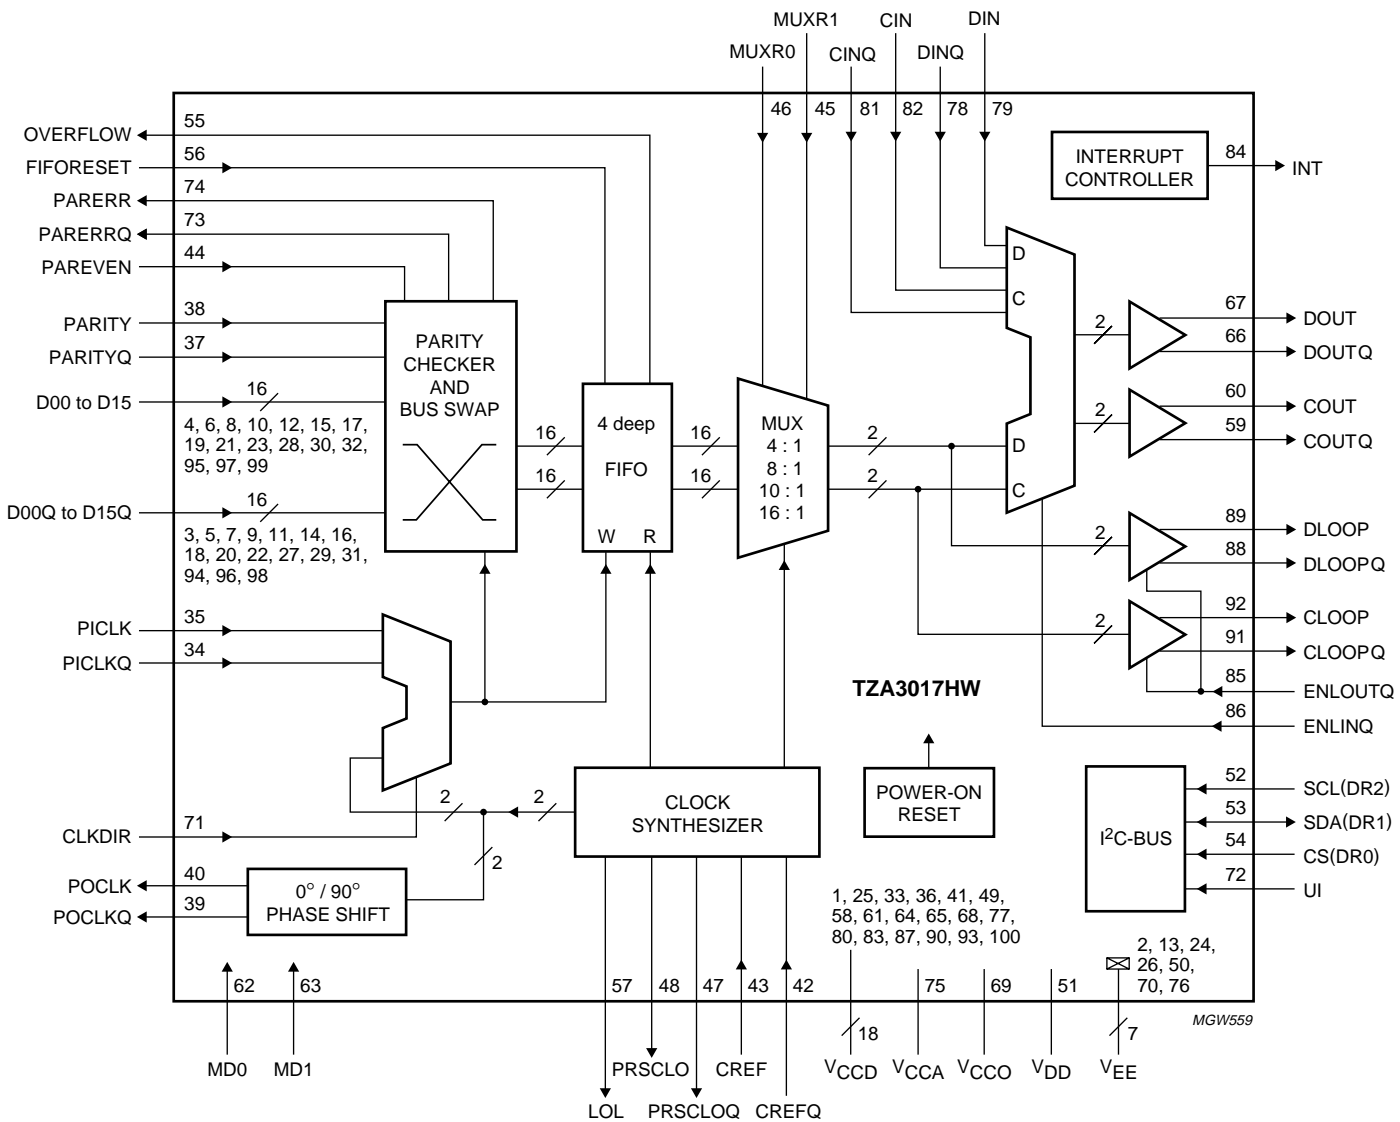 MUXR1 CIN DIN
MUXR0 CINQ DINQ
46 45 81 82 78 79
OVERFLOW 55
FIFORESET 56
PARERR 74
PARERRQ 73
PAREVEN 44
PARITY 38
PARITYQ 37
D00 to D15 16
4, 6, 8, 10, 12, 15, 17,
19, 21, 23, 28, 30, 32,
95, 97, 99
D00Q to D15Q 16
3, 5, 7, 9, 11, 14, 16,
18, 20, 22, 27, 29, 31,
94, 96, 98
PICLK 35
PICLKQ 34
CLKDIR 71
POCLK 40
POCLKQ 39
PARITY
CHECKER
AND
BUS SWAP
16
16
4 deep
FIFO
W R
16
16
MUX
4 : 1
8 : 1
10 : 1
16 : 1
2
2
D
C
D
C
INTERRUPT
CONTROLLER
84 INT
2
67 DOUT
66 DOUTQ
2
60 COUT
59 COUTQ
2
89 DLOOP
88 DLOOPQ
2
92 CLOOP
91 CLOOPQ
85 ENLOUTQ
86 ENLINQ
TZA3017HW
POWER-ON
RESET
I²C-BUS
52 SCL(DR2)
53 SDA(DR1)
54 CS(DR0)
72 UI
CLOCK
SYNTHESIZER
2 2
2
0° / 90°
PHASE SHIFT
1, 25, 33, 36, 41, 49,
58, 61, 64, 65, 68, 77,
80, 83, 87, 90, 93, 100
2, 13, 24,
26, 50,
70, 76
62 63 57 48 47 43 42 75 69 51
MGW559
18 7
MD0 MD1 PRSCLO CREF VCCD VCCA VCCO VDD VEE
LOL PRSCLOQ CREFQ